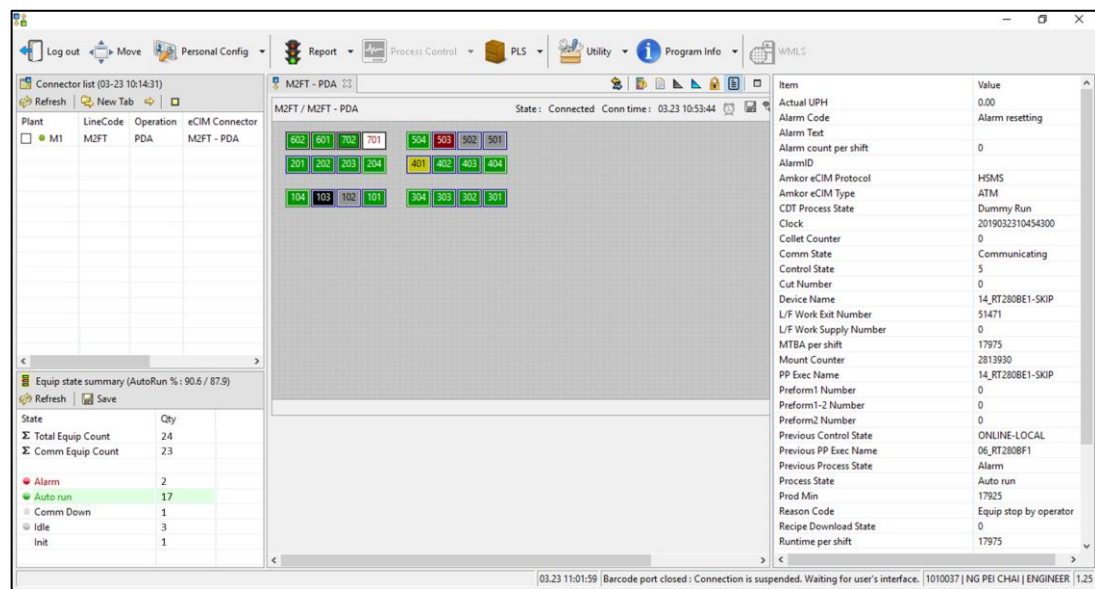 Log out Move Personal Config Report Process Control PLS Utility Program Info WMLS
Connector list (03-23 10:14:31)
Refresh New Tab
Plant LineCode Operation eCIM Connector
M1 M2FT PDA M2FT - PDA
Equip state summary (AutoRun % : 90.6 / 87.9)
Refresh Save
State Qty
Σ Total Equip Count 24
Σ Comm Equip Count 23
Alarm 2
Auto run 17
Comm Down 1
Idle 3
Init 1
M2FT - PDA
M2FT / M2FT - PDA State : Connected Conn time : 03.23 10:53:44
602 601 702 701 504 503 502 501
201 202 203 204 401 402 403 404
104 103 102 101 304 303 302 301
Item Value
Actual UPH 0.00
Alarm Code Alarm resetting
Alarm Text
Alarm count per shift 0
AlarmID
Amkor eCIM Protocol HSMS
Amkor eCIM Type ATM
CDT Process State Dummy Run
Clock 2019032310454300
Collet Counter 0
Comm State Communicating
Control State 5
Cut Number 0
Device Name 14_RT280BE1-SKIP
L/F Work Exit Number 51471
L/F Work Supply Number 0
MTBA per shift 17975
Mount Counter 2813930
PP Exec Name 14_RT280BE1-SKIP
Preform1 Number 0
Preform1-2 Number 0
Preform2 Number 0
Previous Control State ONLINE-LOCAL
Previous PP Exec Name 06_RT280BF1
Previous Process State Alarm
Process State Auto run
Prod Min 17925
Reason Code Equip stop by operator
Recipe Download State 0
Runtime per shift 17975
03.23 11:01:59 Barcode port closed : Connection is suspended. Waiting for user's interface. 1010037 | NG PEI CHAI | ENGINEER 1.25